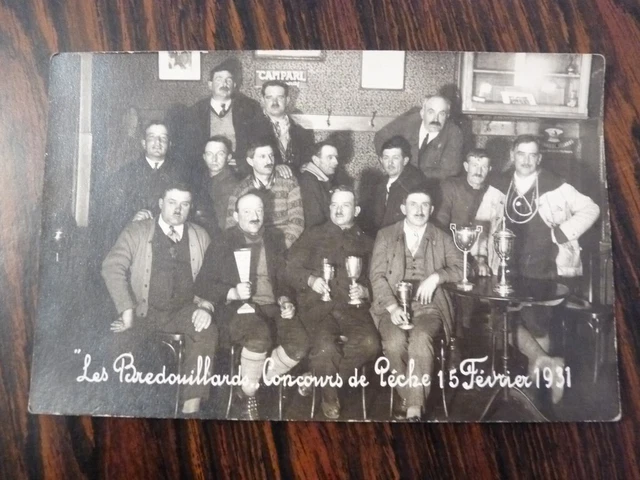 CAMPARI
"Les Bredouillards„ Concours de Pêche 15 Février 1931